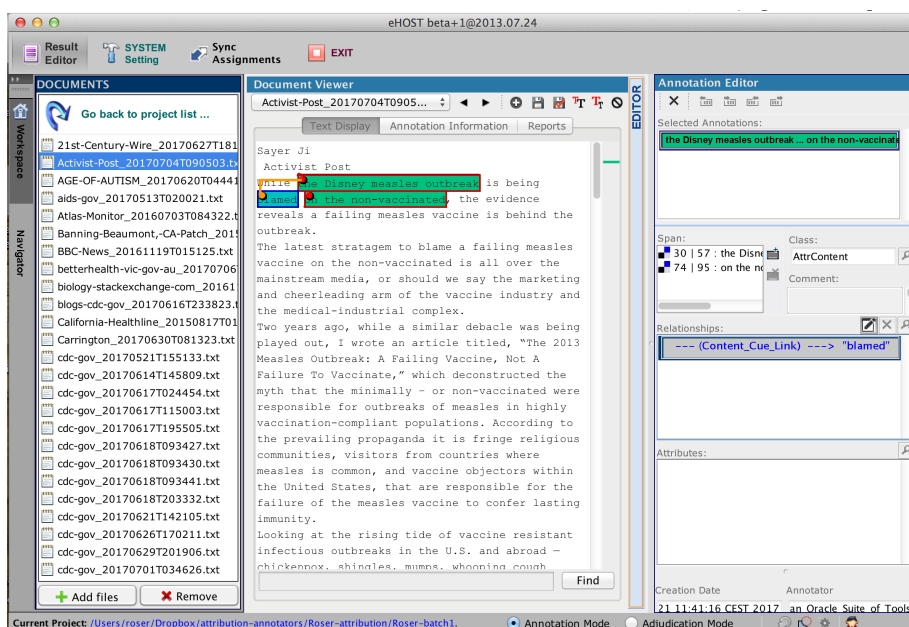 eHOST beta+1@2013.07.24
Result Editor
SYSTEM Setting
Sync Assignments
EXIT
DOCUMENTS
Go back to project list ...
Workspace
Navigator
21st-Century-Wire_20170627T181
Activist-Post_20170704T090503.tx
AGE-OF-AUTISM_20170620T04441
aids-gov_20170513T020021.txt
Atlas-Monitor_20160703T084322.t
Banning-Beaumont,-CA-Patch_201
BBC-News_20161119T015125.txt
betterhealth-vic-gov-au_20170706
biology-stackexchange-com_20161
blogs-cdc-gov_20170616T233823.t
California-Healthline_20150817T01
Carrington_20170630T081323.txt
cdc-gov_20170521T155133.txt
cdc-gov_20170614T145809.txt
cdc-gov_20170617T024454.txt
cdc-gov_20170617T115003.txt
cdc-gov_20170617T195505.txt
cdc-gov_20170618T093427.txt
cdc-gov_20170618T093430.txt
cdc-gov_20170618T093441.txt
cdc-gov_20170618T203332.txt
cdc-gov_20170621T142105.txt
cdc-gov_20170626T170211.txt
cdc-gov_20170629T201906.txt
cdc-gov_20170701T034626.txt
Add files
Remove
Document Viewer
Activist-Post_20170704T0905...
Text Display
Annotation Information
Reports
Sayer Ji
Activist Post
While the Disney measles outbreak is being
blamed on the non-vaccinated, the evidence
reveals a failing measles vaccine is behind the
outbreak.
The latest stratagem to blame a failing measles
vaccine on the non-vaccinated is all over the
mainstream media, or should we say the marketing
and cheerleading arm of the vaccine industry and
the medical-industrial complex.
Two years ago, while a similar debacle was being
played out, I wrote an article titled, “The 2013
Measles Outbreak: A Failing Vaccine, Not A
Failure To Vaccinate,” which deconstructed the
myth that the minimally – or non-vaccinated were
responsible for outbreaks of measles in highly
vaccination-compliant populations. According to
the prevailing propaganda it is fringe religious
communities, visitors from countries where
measles is common, and vaccine objectors within
the United States, that are responsible for the
failure of the measles vaccine to confer lasting
immunity.
Looking at the rising tide of vaccine resistant
infectious outbreaks in the U.S. and abroad —
chickenpox, shingles, mumps, whooping cough
Find
EDITOR
Annotation Editor
Selected Annotations:
the Disney measles outbreak ... on the non-vaccinate
Span:
30 | 57 : the Disne
74 | 95 : on the no
Class:
AttrContent
Comment:
Relationships:
--- (Content_Cue_Link) ---> "blamed"
Attributes:
Creation Date
Annotator
21 11:41:16 CEST 2017
an Oracle Suite of Tools
Current Project: /Users/roser/Dropbox/attribution-annotators/Roser-attribution/Roser-batch1.
Annotation Mode
Adjudication Mode